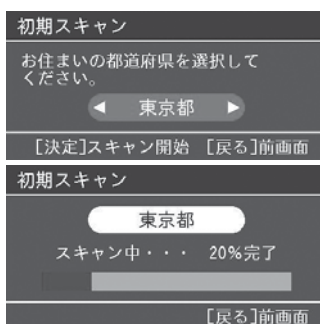 初期スキャン
お住まいの都道府県を選択して
ください。
◀ 東京都 ▶
[決定]スキャン開始 [戻る]前画面
初期スキャン
東京都
スキャン中・・・ 20%完了
[戻る]前画面